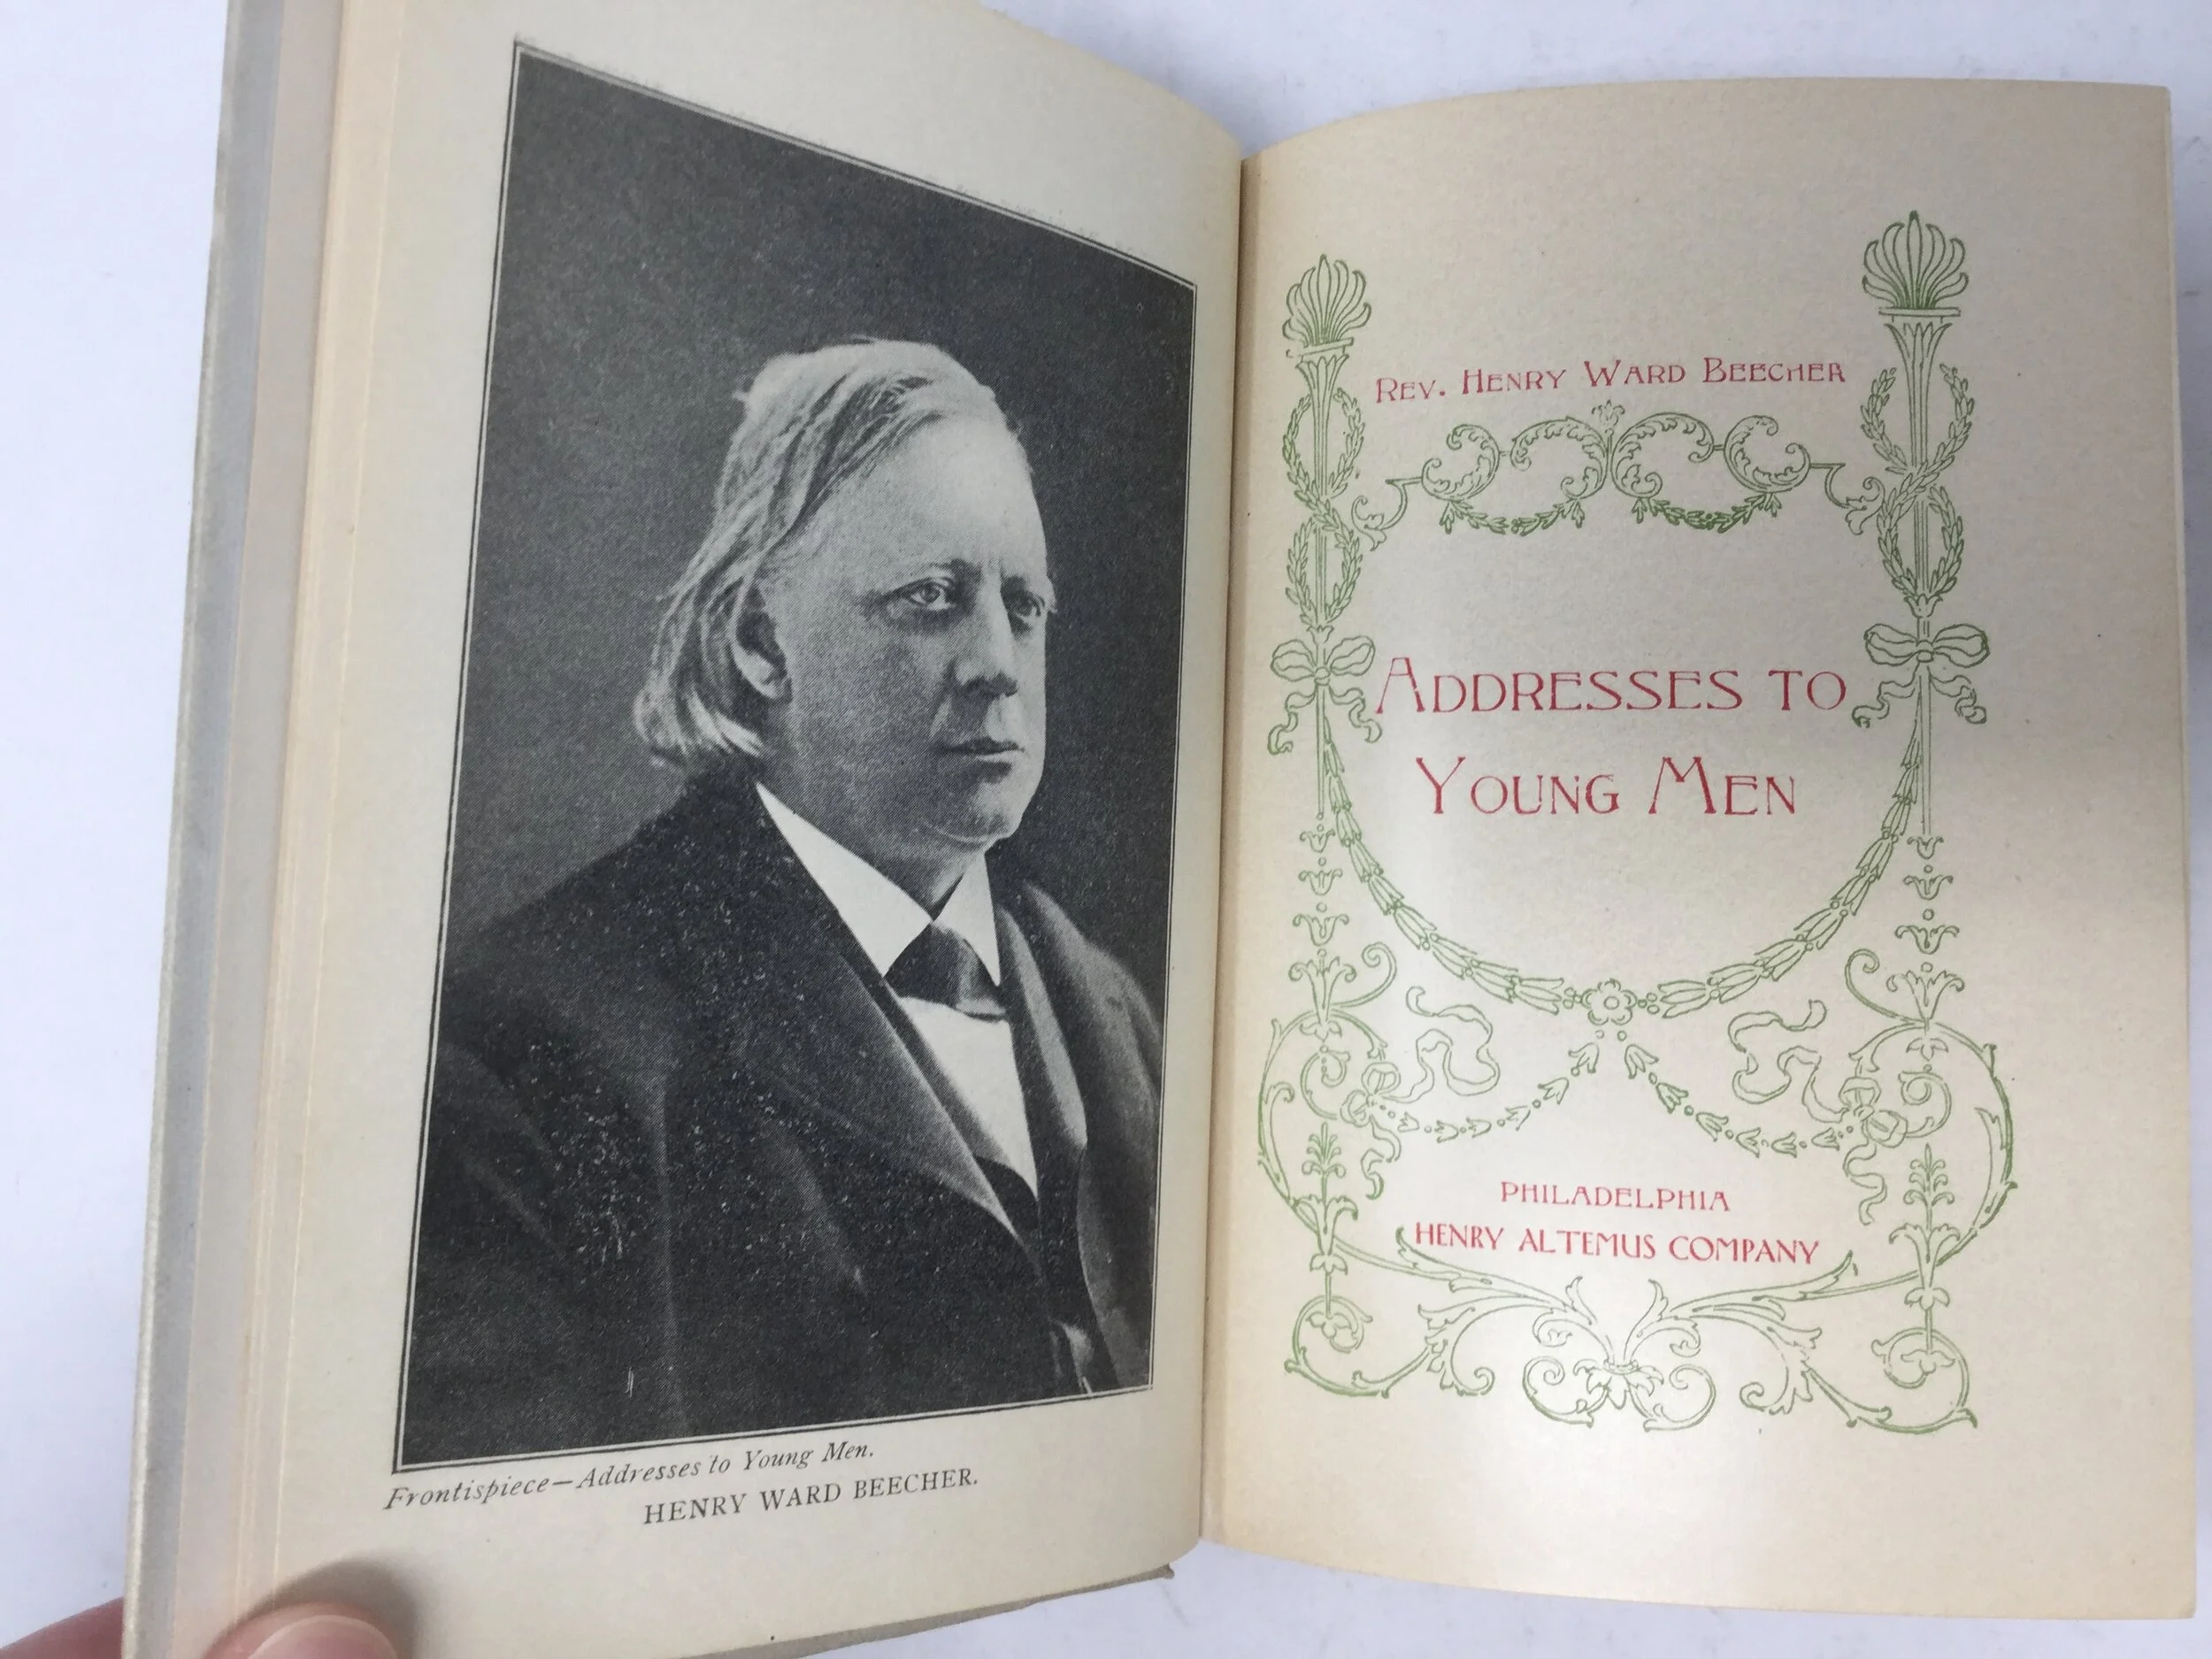 Frontispiece—Addresses to Young Men.
HENRY WARD BEECHER.
REV. HENRY WARD BEECHER
ADDRESSES TO
YOUNG MEN
PHILADELPHIA
HENRY ALTEMUS COMPANY